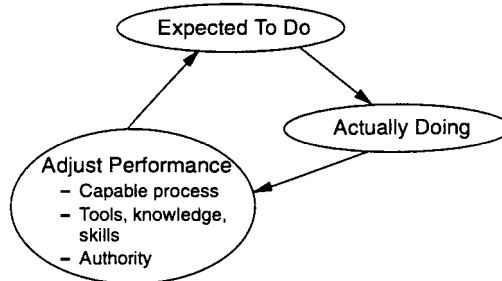 Expected To Do
Actually Doing
Adjust Performance
– Capable process
– Tools, knowledge,
skills
– Authority